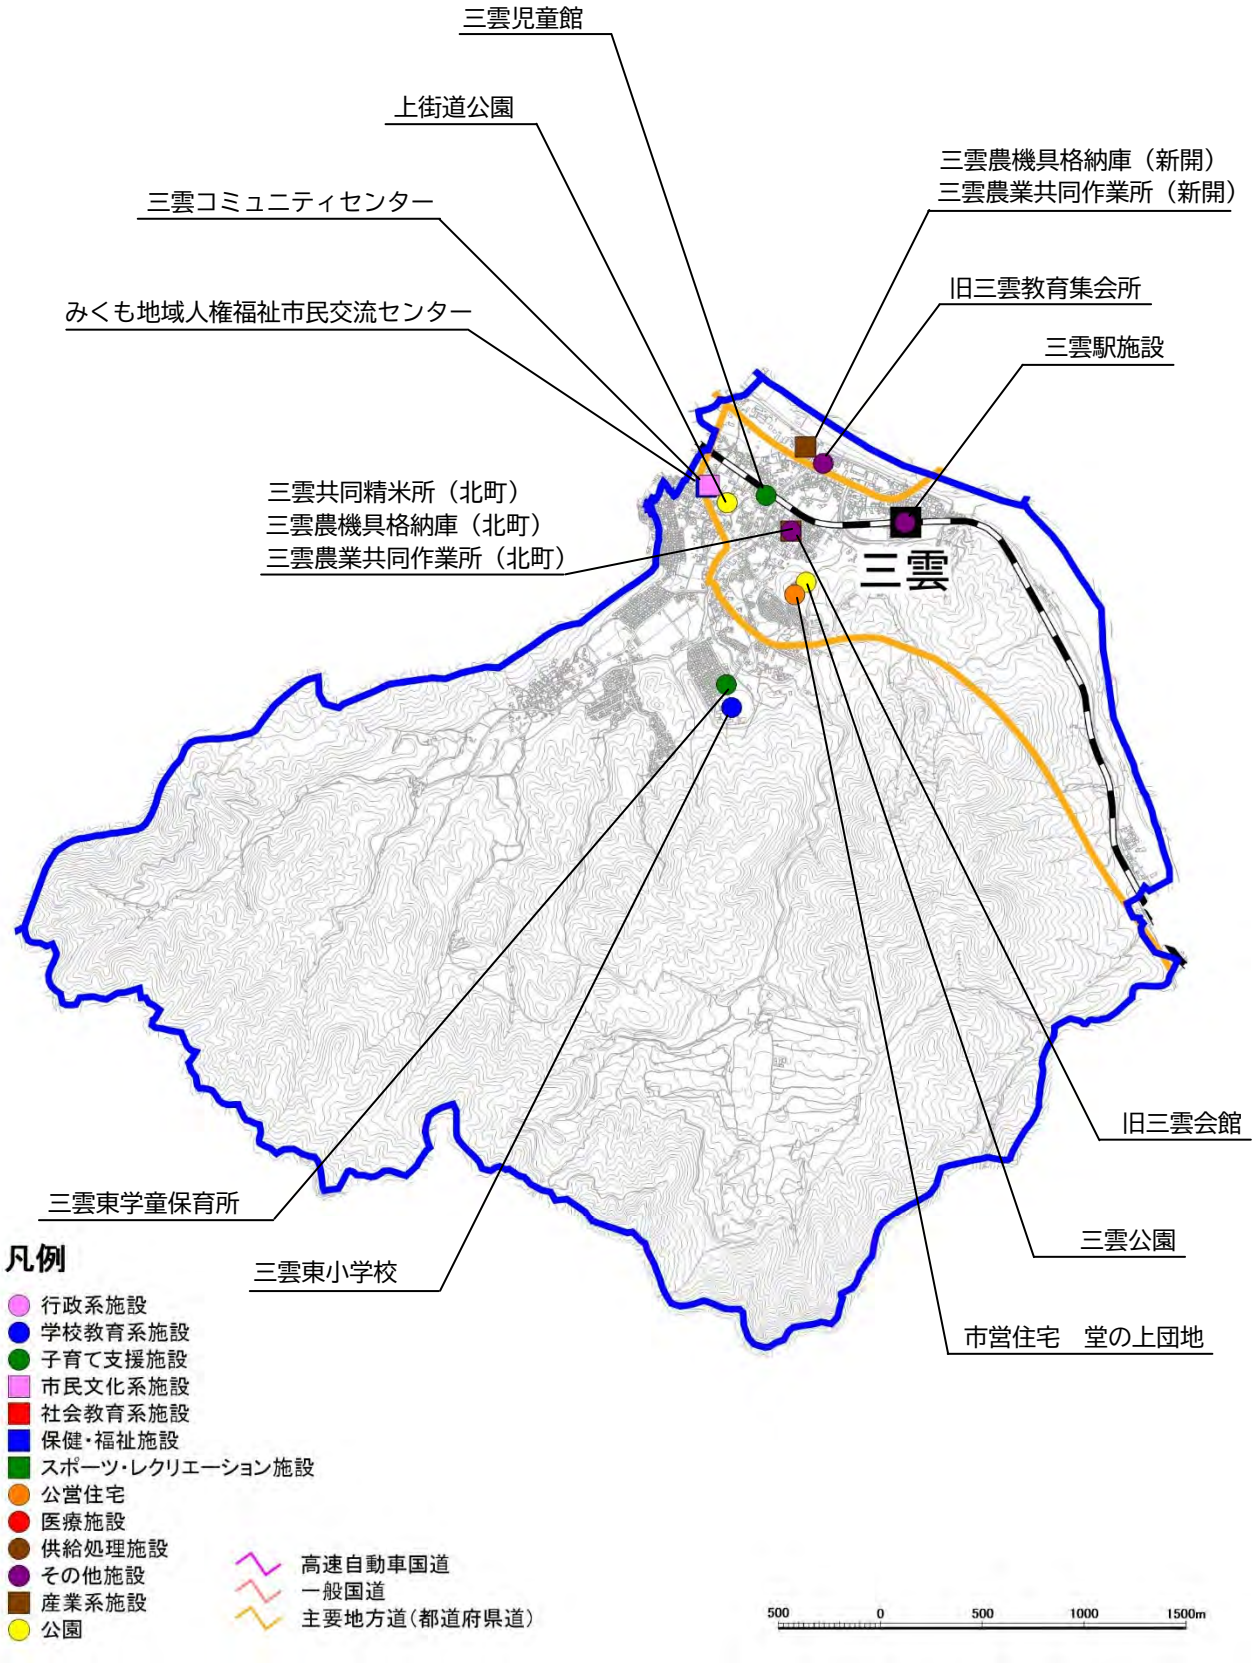 三雲児童館
上街道公園
三雲農機具格納庫（新開）
三雲農業共同作業所（新開）
三雲コミュニティセンター
旧三雲教育集会所
みくも地域人権福祉市民交流センター
三雲駅施設
三雲共同精米所（北町）
三雲農機具格納庫（北町）
三雲農業共同作業所（北町）
三雲
旧三雲会館
三雲東学童保育所
三雲公園
三雲東小学校
市営住宅　堂の上団地
凡例
行政系施設
学校教育系施設
子育て支援施設
市民文化系施設
社会教育系施設
保健・福祉施設
スポーツ・レクリエーション施設
公営住宅
医療施設
供給処理施設
その他施設
産業系施設
公園
高速自動車国道
一般国道
主要地方道（都道府県道）
500 0 500 1000 1500m